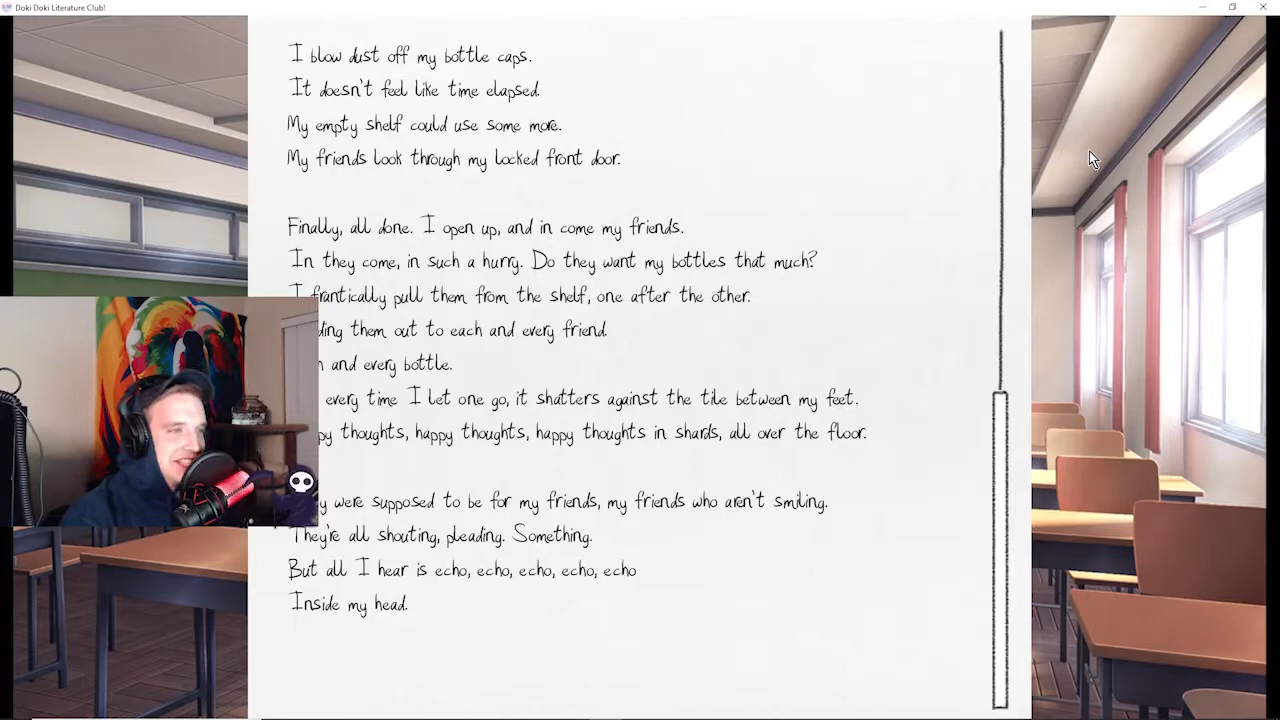 Doki Doki Literature Club!
I blow dust off my bottle caps.
It doesn't feel like time elapsed.
My empty shelf could use some more.
My friends look through my locked front door.
Finally, all done. I open up, and in come my friends.
In they come, in such a hurry. Do they want my bottles that much?
I frantically pull them from the shelf, one after the other.
them out to each and every friend.
and every bottle.
every time I let one go, it shatters against the tile between my feet.
thoughts, happy thoughts, happy thoughts in shards, all over the floor.
were supposed to be for my friends, my friends who aren't smiling.
They're all shouting, pleading. Something.
But all I hear is echo, echo, echo, echo, echo
Inside my head.